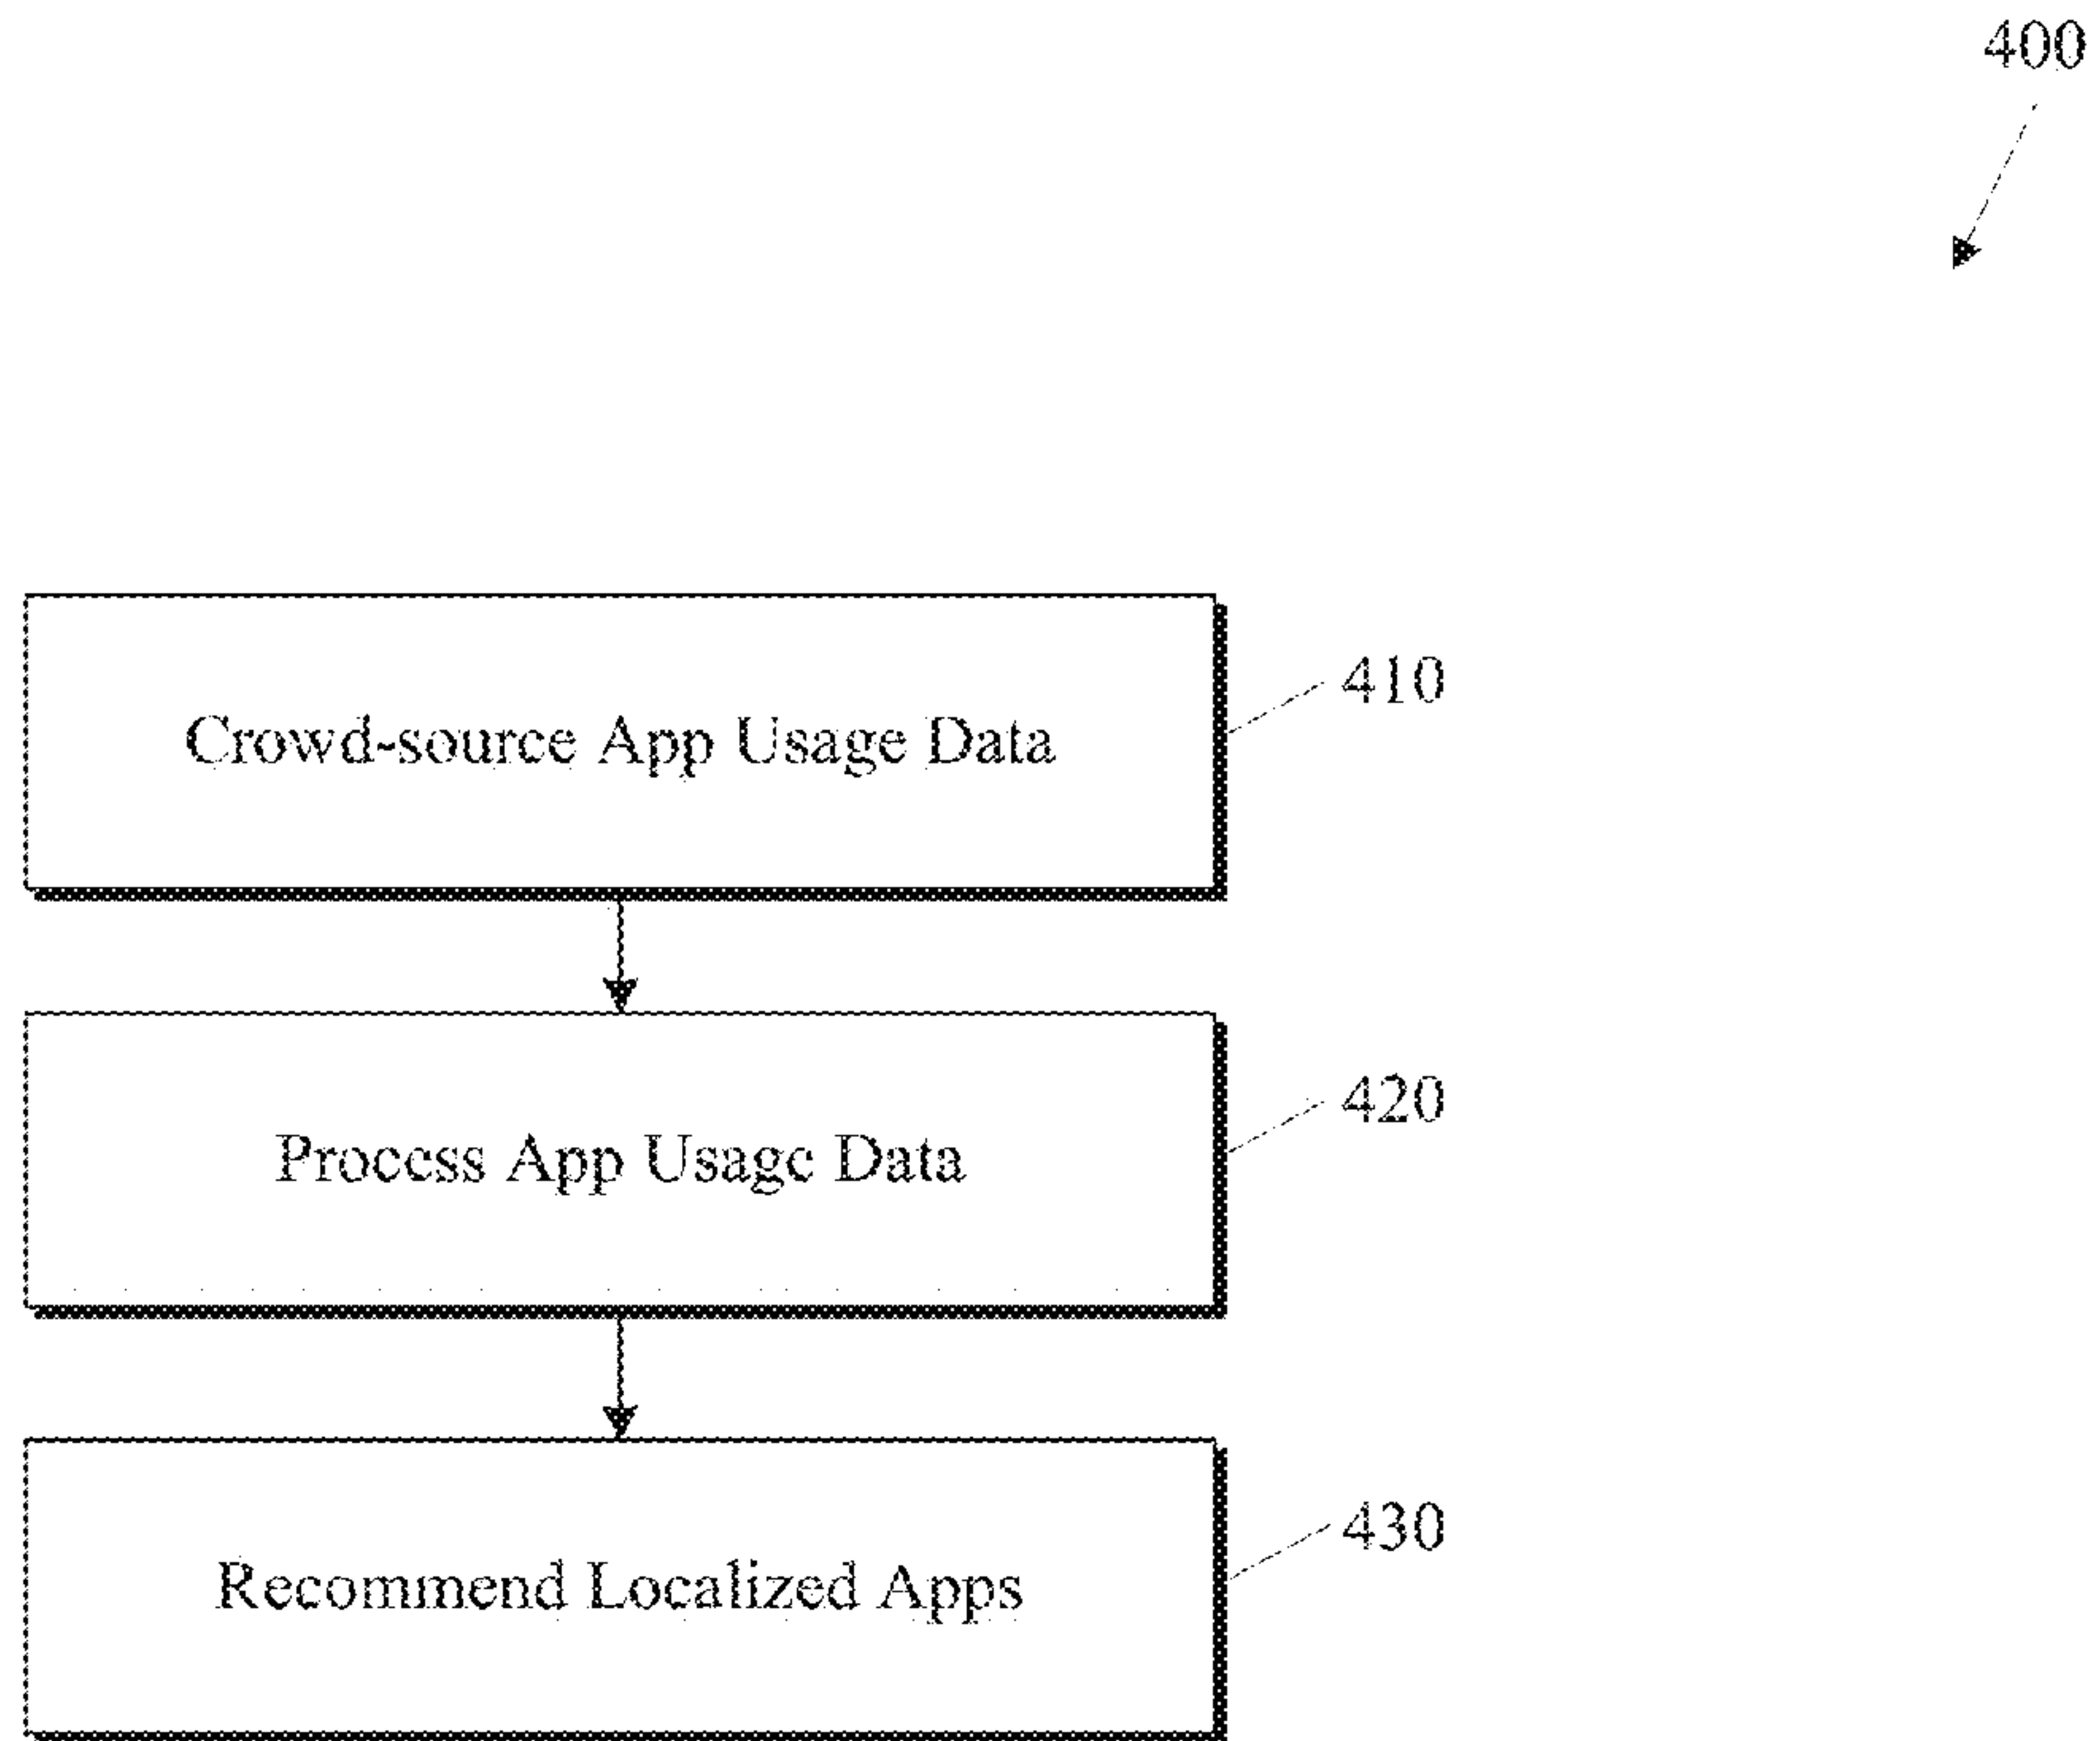 400
Crowd-source App Usage Data
410
Process App Usage Data
420
Recommend Localized Apps
430